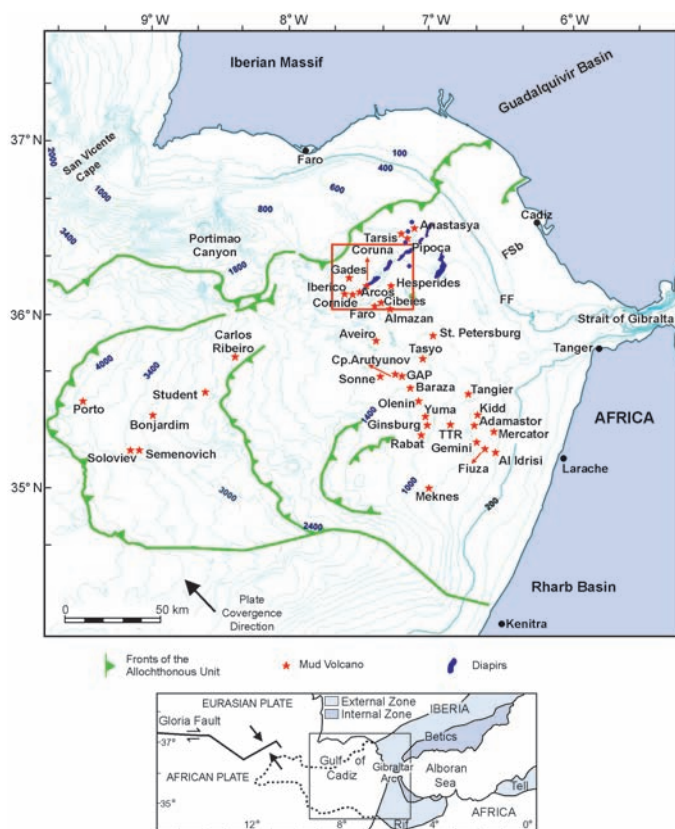 9°W
8°W
7°W
6°W
Iberian Massif
Guadalquivir Basin
37°N
2000
San Vicente
Cape
1000
3400
Faro
100
400
600
800
Cadiz
Portimao
Canyon
1800
Tarsis
Anastasya
Pipoca
Coruna
Gades
Hesperides
FSb
Iberico
Arcos
Cornide
Cibeles
Faro
Almazan
FF
36°N
Strait of Gibraltar
Carlos
Ribeiro
Aveiro
St. Petersburg
Tanger
4000
3400
Cp.Arutyunov
Tasyo
Sonne
GAP
Student
Baraza
Tangier
AFRICA
Porto
Bonjardim
Olenin
Yuma
Kidd
1400
Ginsburg
TTR
Adamastor
Mercator
Rabat
Gemini
Soloviev
Semenovich
Fiuza
Al Idrisi
Larache
35°N
3000
1000
Meknes
200
2400
Rharb Basin
0
50 km
Plate
Covergence
Direction
Kenitra
Fronts of the
Allochthonous Unit
Mud Volcano
Diapirs
EURASIAN PLATE
External Zone
Internal Zone
IBERIA
Gloria Fault
Betics
37°
Gulf of
Cadiz
Gibraltar
Arc
Alboran
Sea
AFRICAN PLATE
35°
Tell
AFRICA
Rif
12°
8°
4°
0°